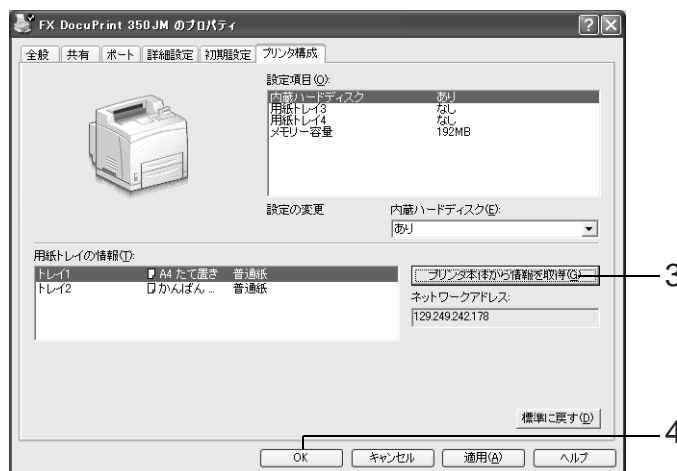 FX DocuPrint 350JM のプロパティ
全般 共有 ポート 詳細設定 初期設定 プリンタ構成
設定項目(O):
内蔵ハードディスク あり
用紙トレイ3 なし
用紙トレイ4 なし
メモリー容量 192MB
設定の変更 内蔵ハードディスク(E):
あり
用紙トレイの情報(T):
トレイ1 A4 たて置き 普通紙
トレイ2 かんばん ... 普通紙
プリンタ本体から情報を取得(G) 3
ネットワークアドレス:
129.249.242.178
標準に戻す(D)
4
OK キャンセル 適用(A) ヘルプ